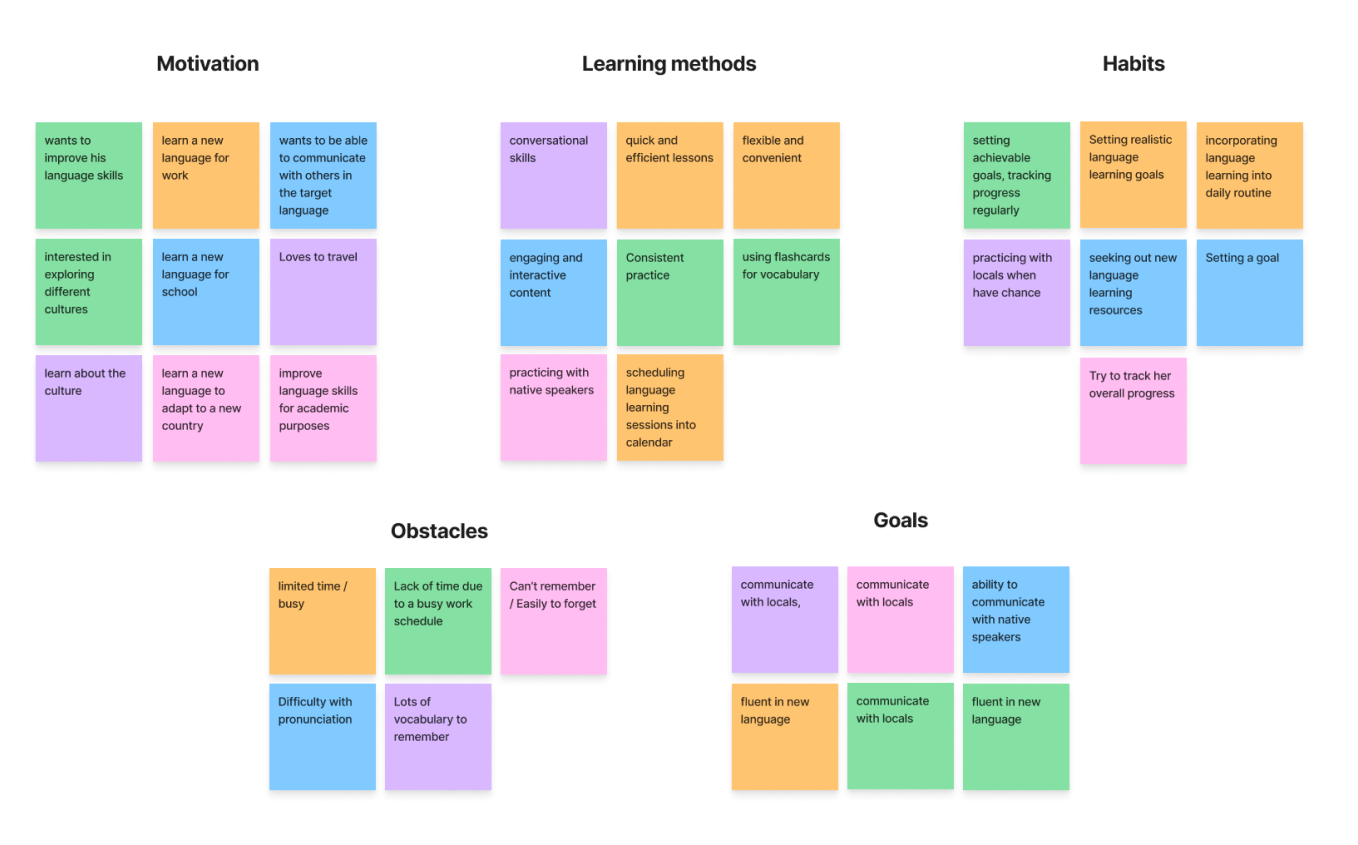 Motivation
wants to
improve his
language skills
learn a new
language for
work
wants to be able
to communicate
with others in
the target
language
interested in
exploring
different
cultures
learn a new
language for
school
Loves to travel
learn about the
culture
learn a new
language to
adapt to a new
country
improve
language skills
for academic
purposes
Learning methods
conversational
skills
quick and
efficient lessons
flexible and
convenient
engaging and
interactive
content
Consistent
practice
using flashcards
for vocabulary
practicing with
native speakers
scheduling
language
learning
sessions into
calendar
Habits
setting
achievable
goals, tracking
progress
regularly
Setting realistic
language
learning goals
incorporating
language
learning into
daily routine
practicing with
locals when
have chance
seeking out new
language
learning
resources
Setting a goal
Try to track her
overall progress
Obstacles
limited time /
busy
Lack of time due
to a busy work
schedule
Can't remember
/ Easily to forget
Difficulty with
pronunciation
Lots of
vocabulary to
remember
Goals
communicate
with locals,
communicate
with locals
ability to
communicate
with native
speakers
fluent in new
language
communicate
with locals
fluent in new
language